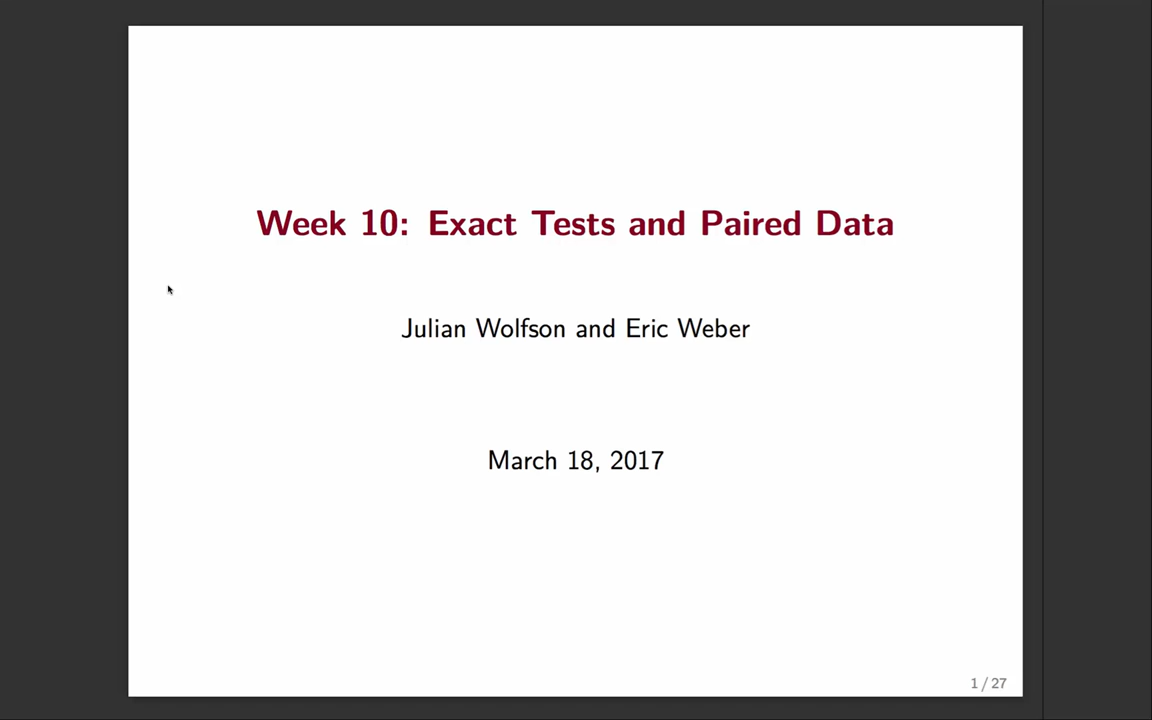 Week 10: Exact Tests and Paired Data
Julian Wolfson and Eric Weber
March 18, 2017
1 / 27